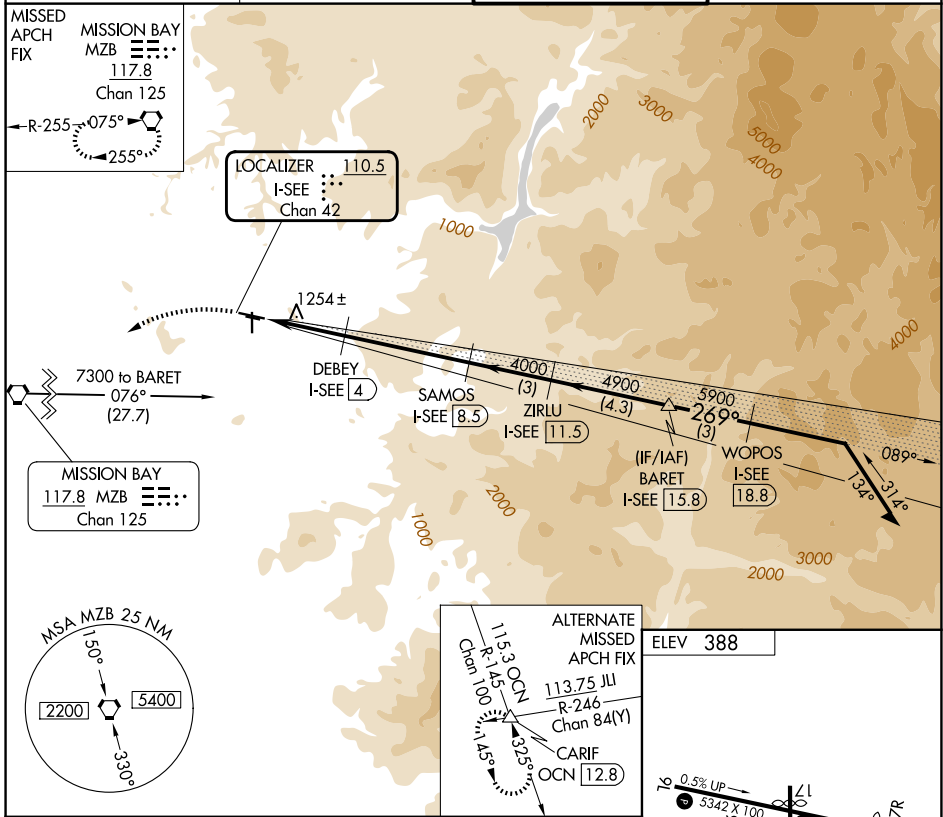 MISSED
APCH
FIX
MISSION BAY
MZB
117.8
Chan 125
R-255
075°
255°
LOCALIZER 110.5
I-SEE
Chan 42
2000
3000
5000
4000
1000
4000
1254 ±
7300 to BARET
076°
(27.7)
DEBEY
I-SEE 4
SAMOS
I-SEE 8.5
4000
(3)
ZIRLU
I-SEE 11.5
4900
(4.3)
5900
269°
(3)
(IF/IAF)
BARET
I-SEE 15.8
WOPOS
I-SEE
18.8
089°
314°
134°
MISSION BAY
117.8 MZB
Chan 125
2000
1000
3000
2000
MSA MZB 25 NM
150°
2200
5400
330°
ALTERNATE
MISSED
APCH FIX
115.3 OCN
R-145
Chan 100
113.75 JLI
R-246
Chan 84(Y)
CARIF
OCN 12.8
145°
325°
ELEV 388
16
0.5% UP
P
5342 X 100
17
7R